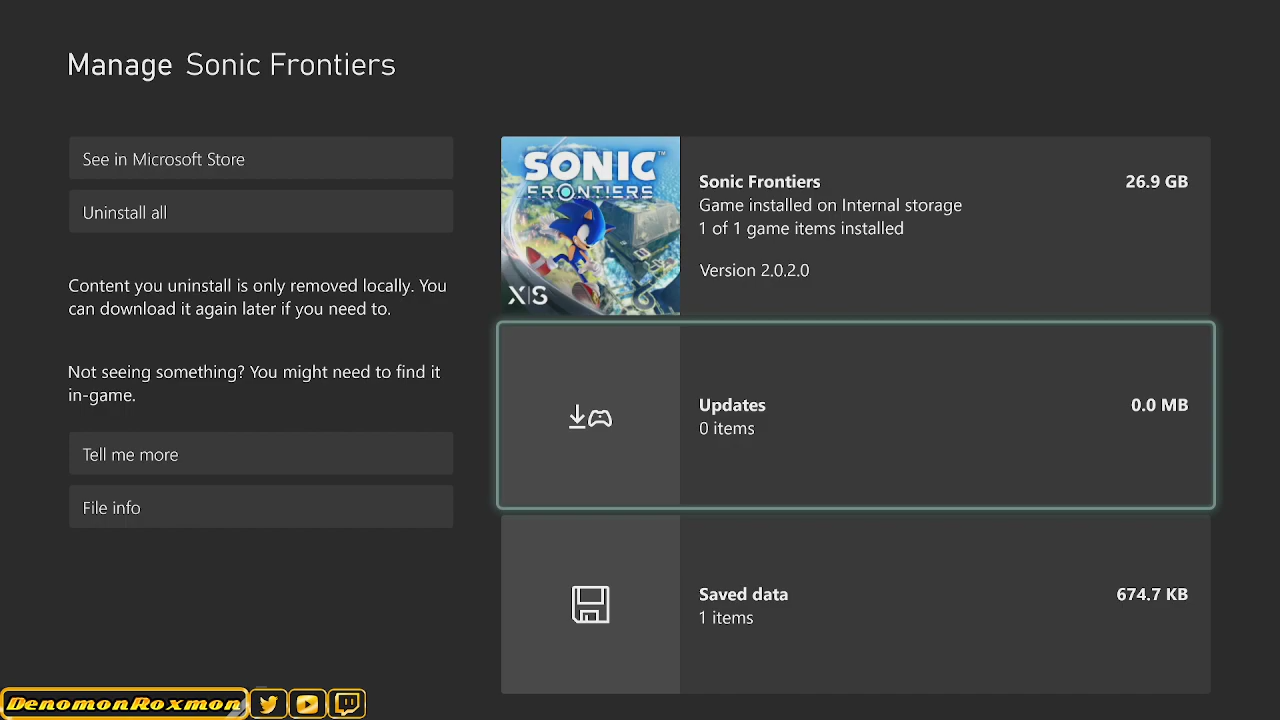 Manage Sonic Frontiers
See in Microsoft Store
Uninstall all
Content you uninstall is only removed locally. You
can download it again later if you need to.
Not seeing something? You might need to find it
in-game.
Tell me more
File info
SONIC™
FRONTIERS
X|S
Sonic Frontiers
26.9 GB
Game installed on Internal storage
1 of 1 game items installed
Version 2.0.2.0
Updates
0.0 MB
0 items
Saved data
674.7 KB
1 items
DenomonRoxmon